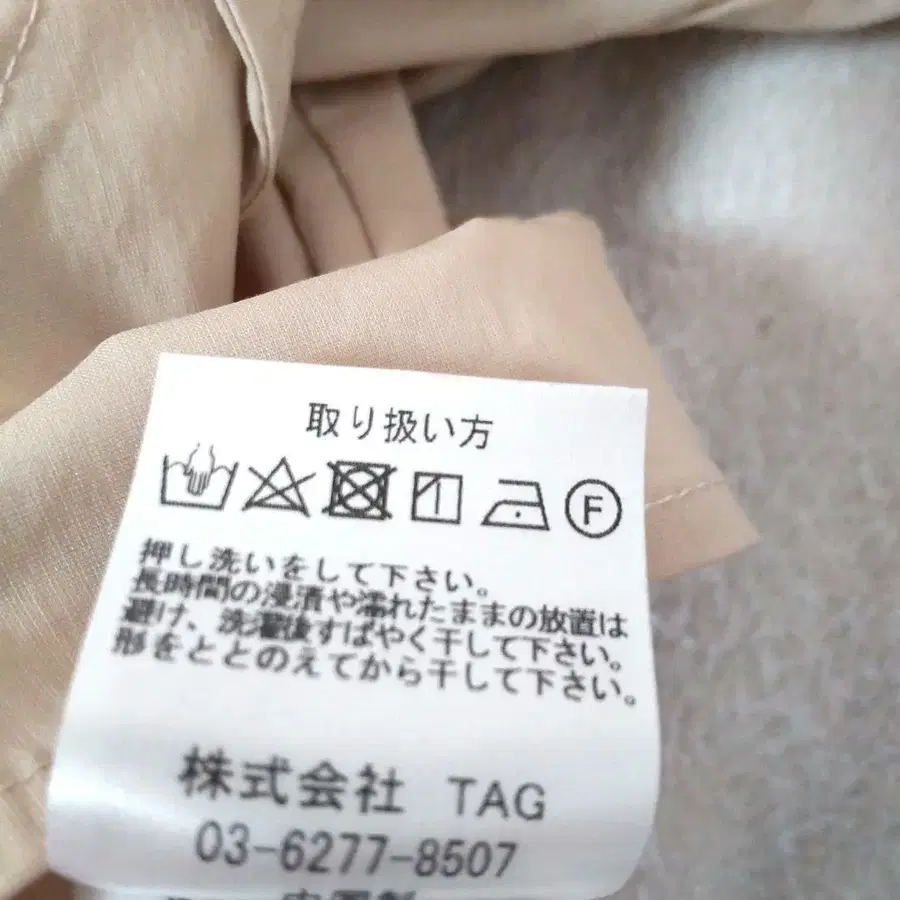 取り扱い方
F
押し洗いをして下さい。
長時間の浸漬や濡れたままの放置は
避け、洗濯後すばやく干して下さい。
形をととのえてから干して下さい。
株式会社 TAG
03-6277-8507